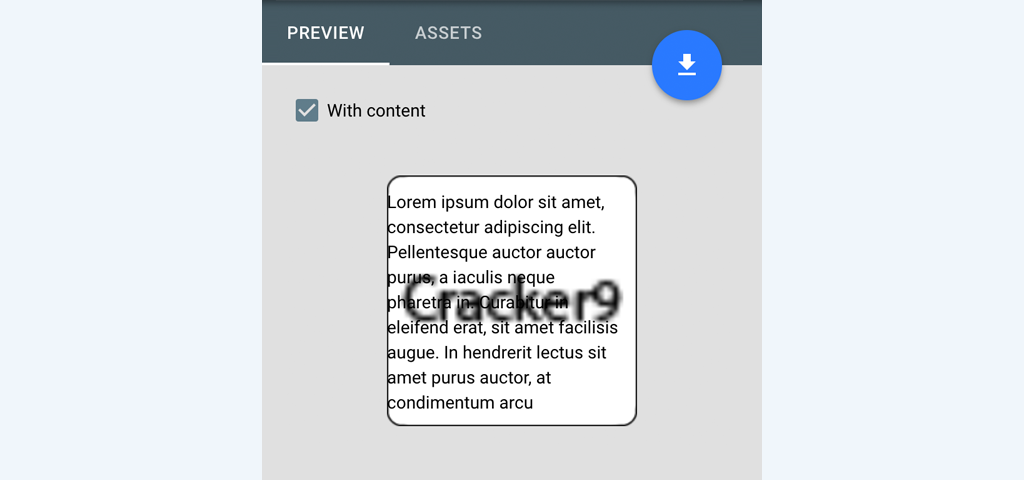 PREVIEW ASSETS
With content
Lorem ipsum dolor sit amet,
consectetur adipiscing elit.
Pellentesque auctor auctor
purus, a iaculis neque
pharetra in. Curabitur in
Cracker9
eleifend erat, sit amet facilisis
augue. In hendrerit lectus sit
amet purus auctor, at
condimentum arcu